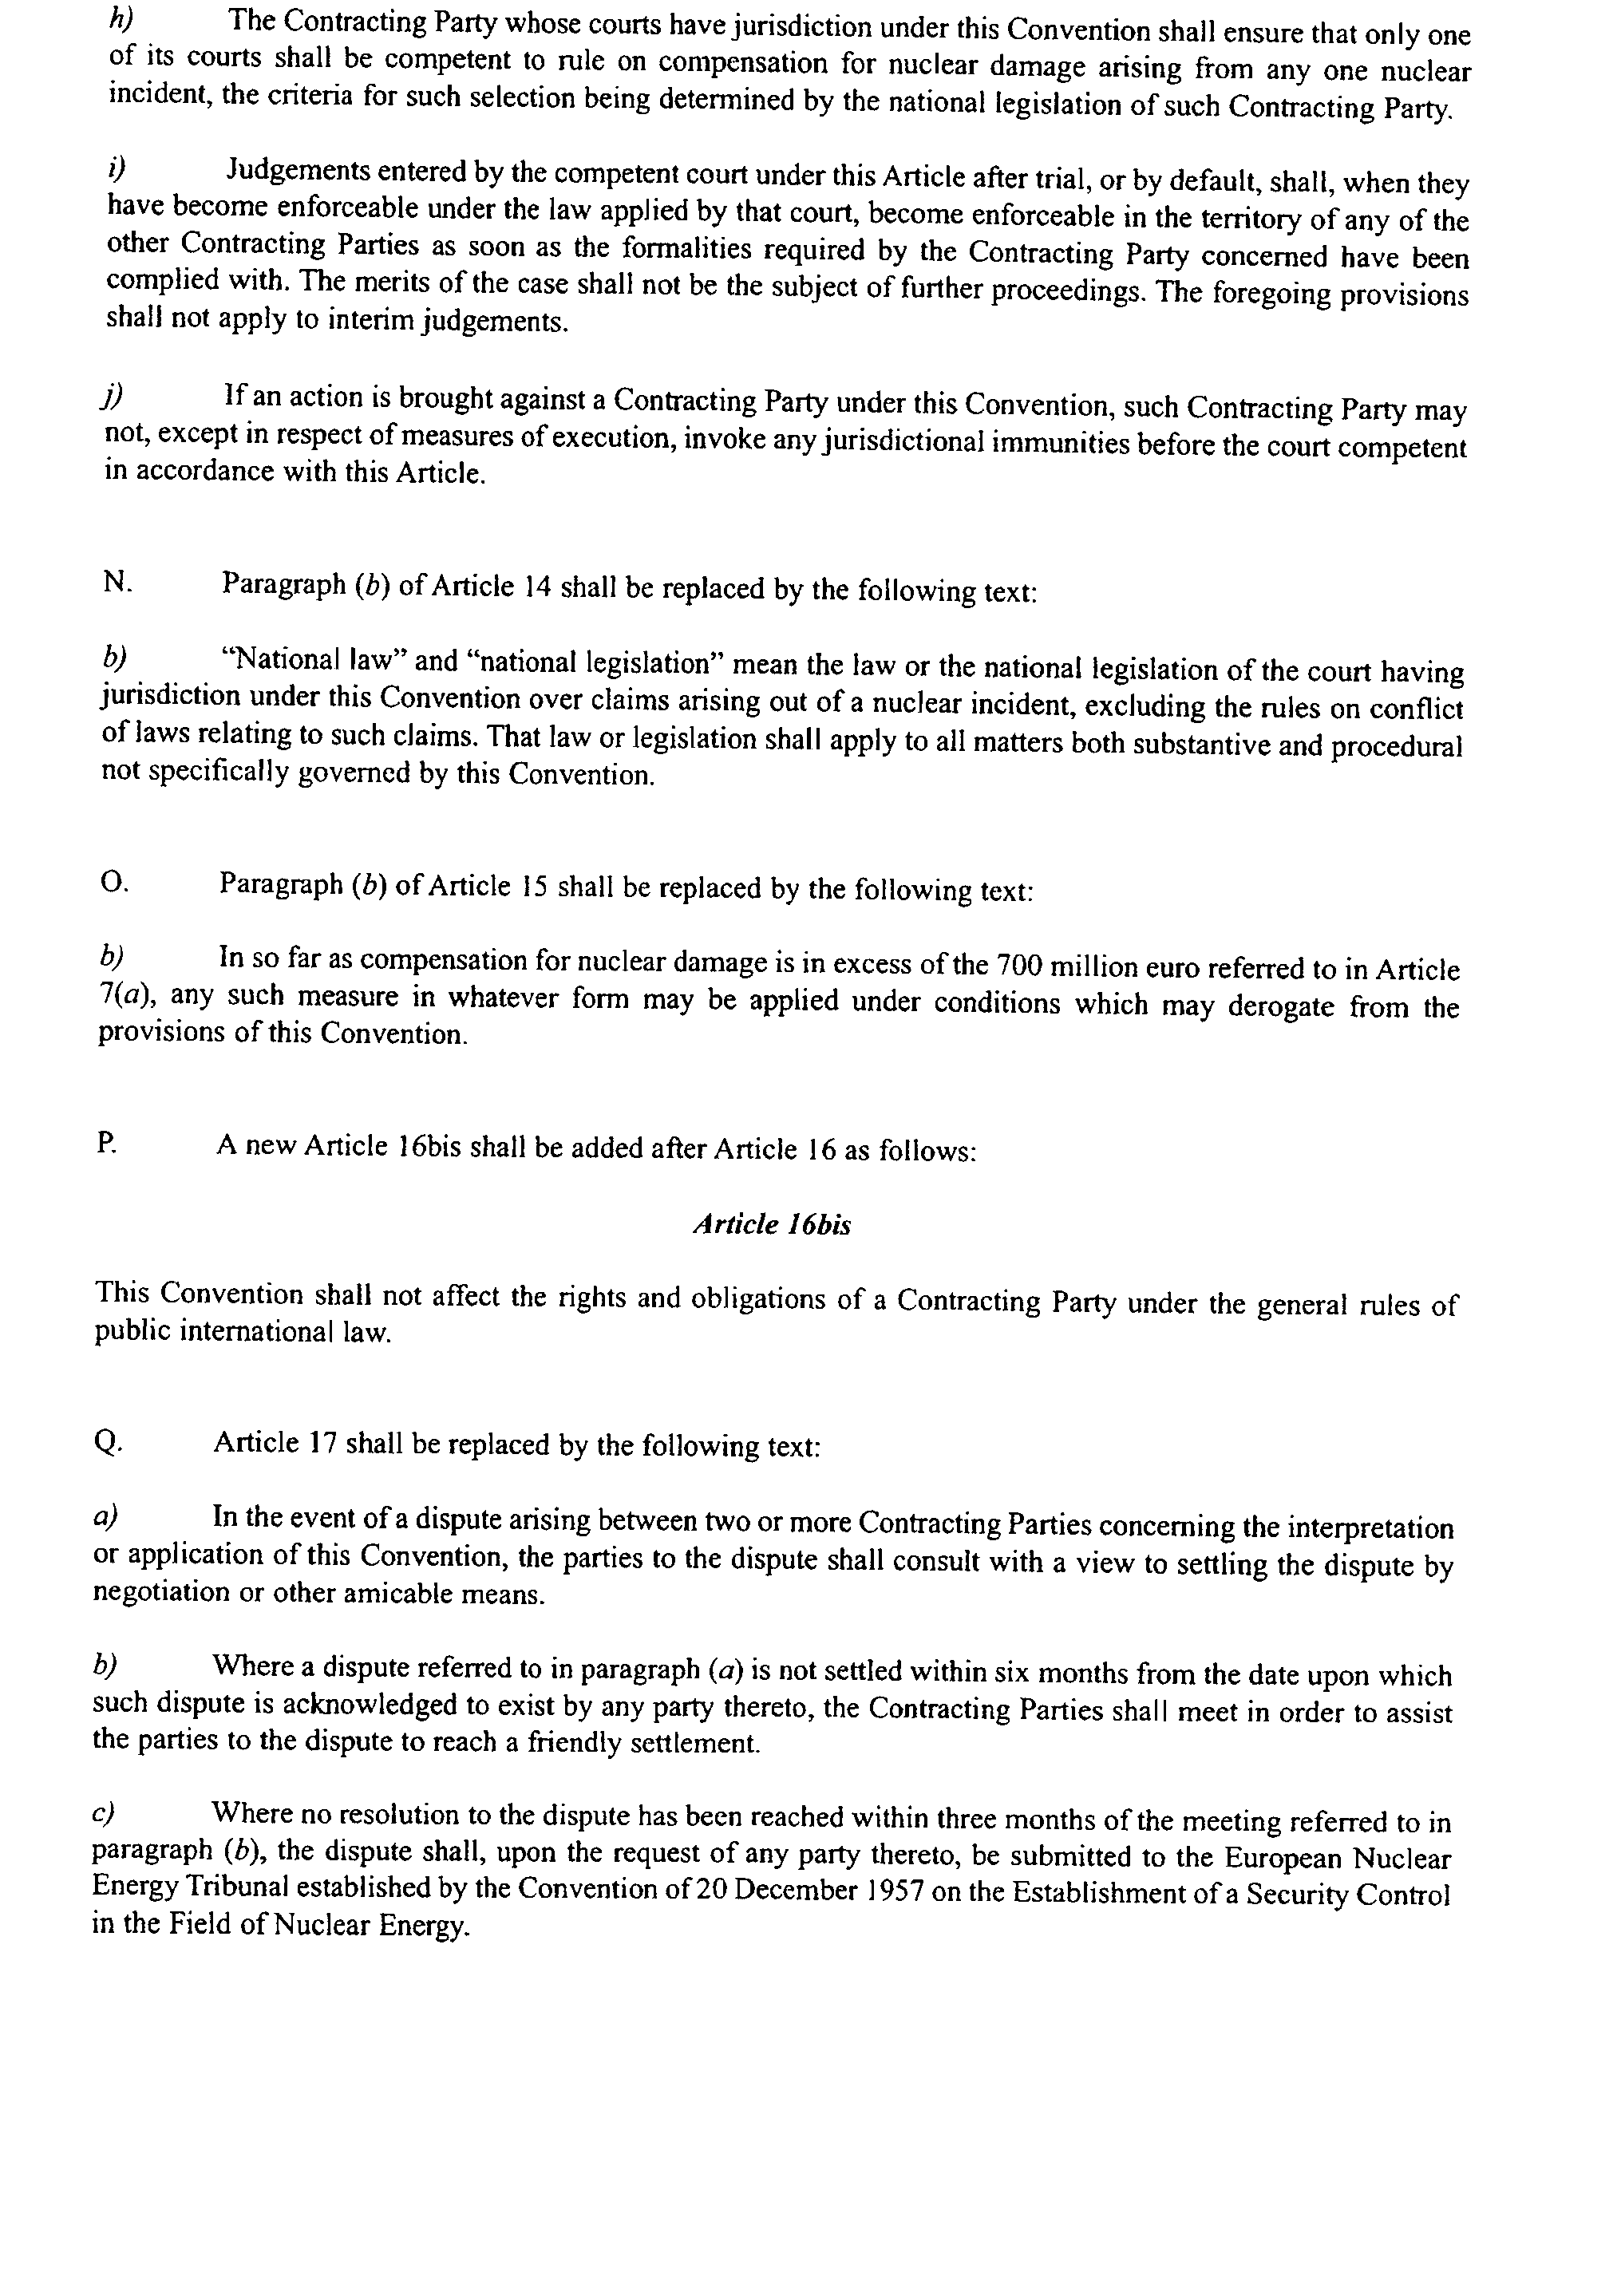 h) The Contracting Party whose courts have jurisdiction under this Convention shall ensure that only one
of its courts shall be competent to rule on compensation for nuclear damage arising from any one nuclear
incident, the criteria for such selection being determined by the national legislation of such Contracting Party.
i) Judgements entered by the competent court under this Article after trial, or by default, shall, when they
have become enforceable under the law applied by that court, become enforceable in the territory of any of the
other Contracting Parties as soon as the formalities required by the Contracting Party concerned have been
complied with. The merits of the case shall not be the subject of further proceedings. The foregoing provisions
shall not apply to interim judgements.
j) If an action is brought against a Contracting Party under this Convention, such Contracting Party may
not, except in respect of measures of execution, invoke any jurisdictional immunities before the court competent
in accordance with this Article.
N. Paragraph (b) of Article 14 shall be replaced by the following text:
b) “National law” and “national legislation” mean the law or the national legislation of the court having
jurisdiction under this Convention over claims arising out of a nuclear incident, excluding the rules on conflict
of laws relating to such claims. That law or legislation shall apply to all matters both substantive and procedural
not specifically governed by this Convention.
O. Paragraph (b) of Article 15 shall be replaced by the following text:
b) In so far as compensation for nuclear damage is in excess of the 700 million euro referred to in Article
7(a), any such measure in whatever form may be applied under conditions which may derogate from the
provisions of this Convention.
P. A new Article 16bis shall be added after Article 16 as follows:
Article 16bis
This Convention shall not affect the rights and obligations of a Contracting Party under the general rules of
public international law.
Q. Article 17 shall be replaced by the following text:
a) In the event of a dispute arising between two or more Contracting Parties concerning the interpretation
or application of this Convention, the parties to the dispute shall consult with a view to settling the dispute by
negotiation or other amicable means.
b) Where a dispute referred to in paragraph (a) is not settled within six months from the date upon which
such dispute is acknowledged to exist by any party thereto, the Contracting Parties shall meet in order to assist
the parties to the dispute to reach a friendly settlement.
c) Where no resolution to the dispute has been reached within three months of the meeting referred to in
paragraph (b), the dispute shall, upon the request of any party thereto, be submitted to the European Nuclear
Energy Tribunal established by the Convention of 20 December 1957 on the Establishment of a Security Control
in the Field of Nuclear Energy.